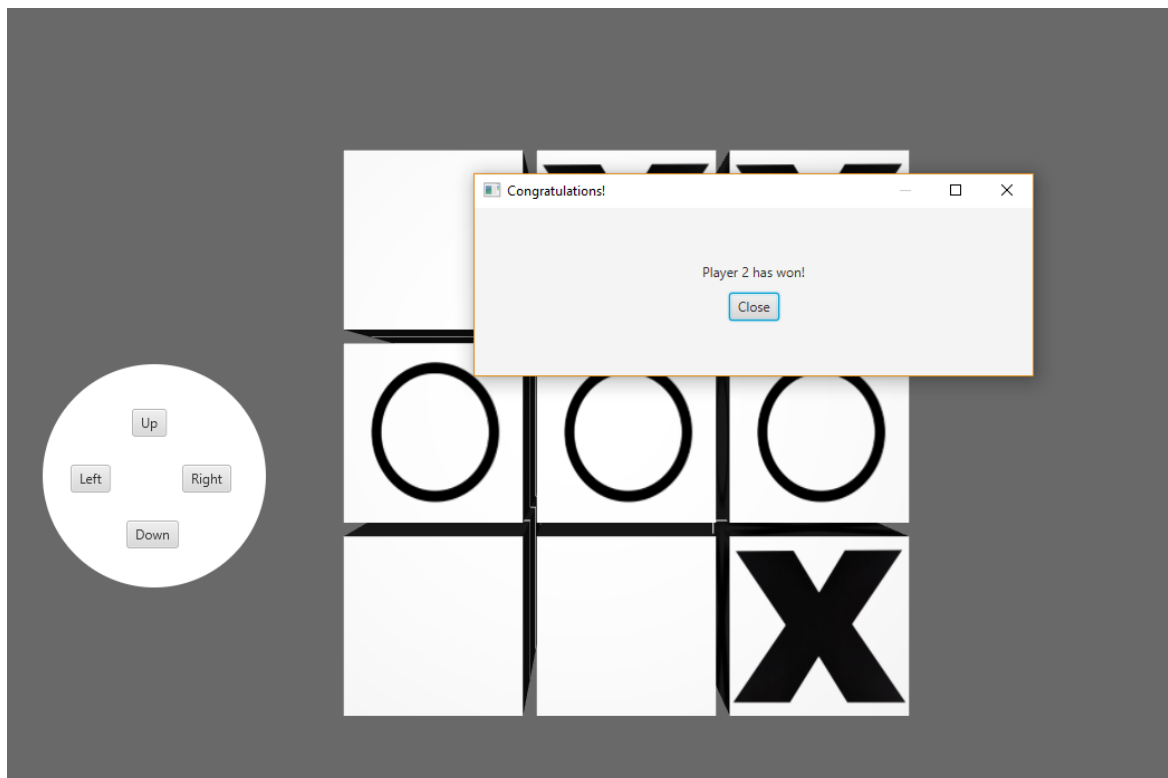 X X
Congratulations!
Player 2 has won!
Close
O O O
Up
Left Right
Down
X